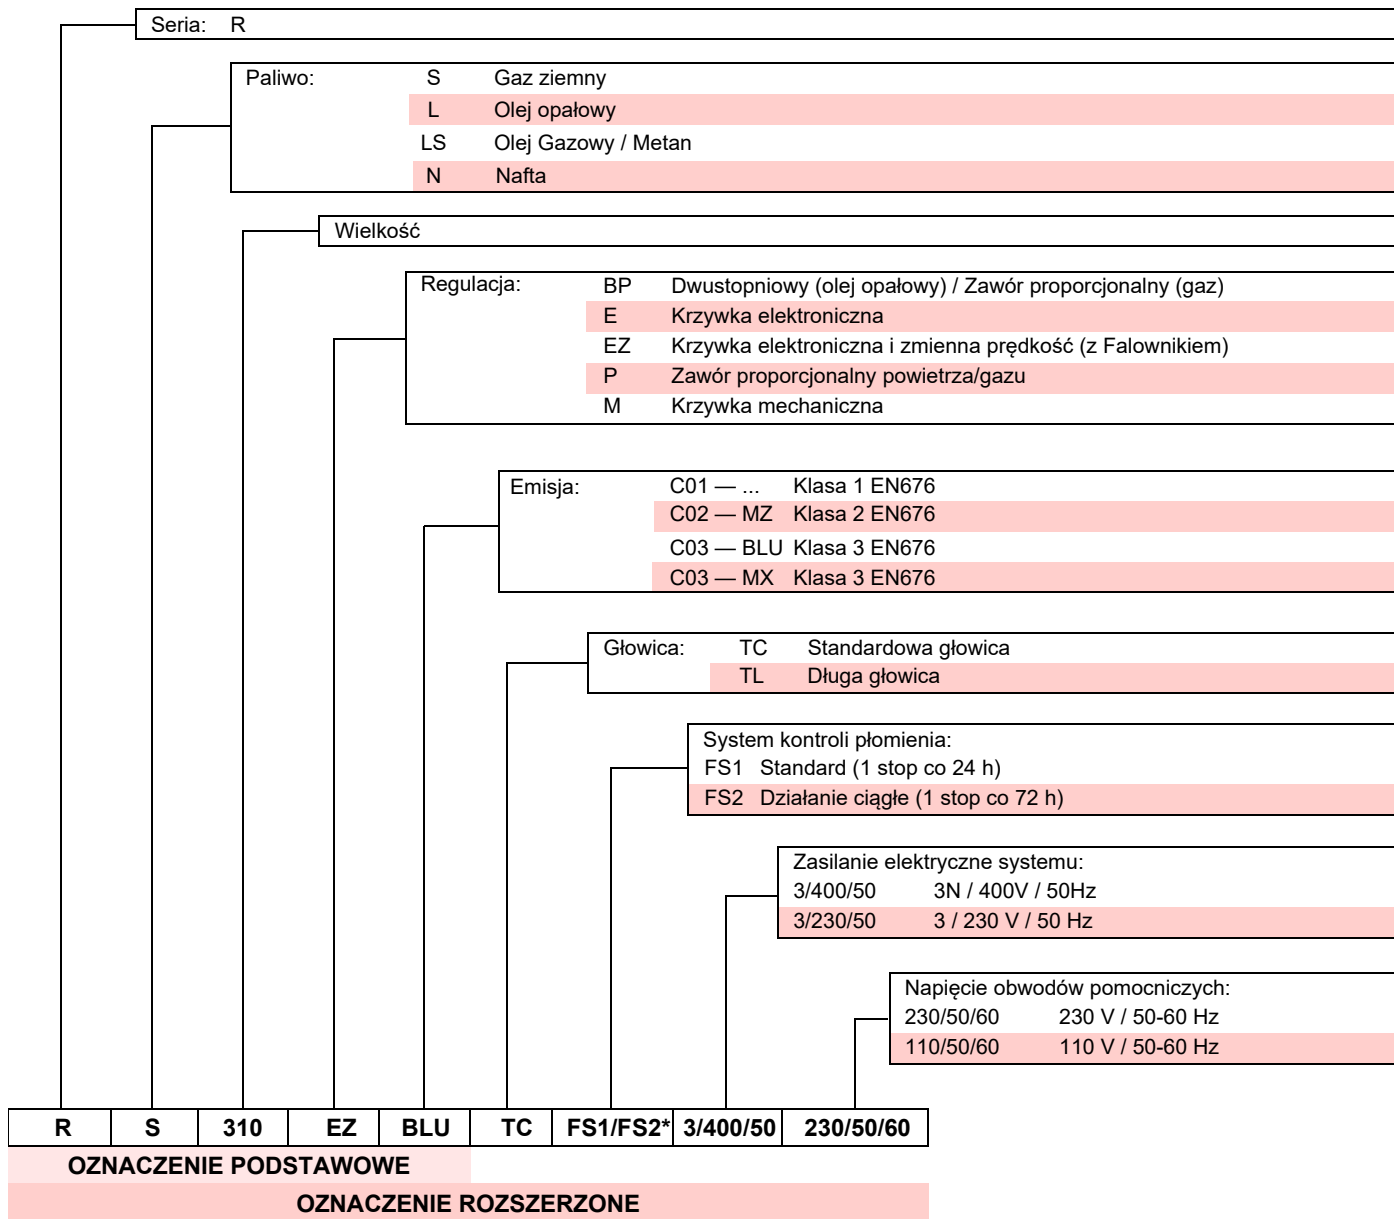 Seria: R
Paliwo: S Gaz ziemny
L Olej opałowy
LS Olej Gazowy / Metan
N Nafta
Wielkość
Regulacja: BP Dwustopniowy (olej opałowy) / Zawór proporcjonalny (gaz)
E Krzywka elektroniczna
EZ Krzywka elektroniczna i zmienna prędkość (z Falownikiem)
P Zawór proporcjonalny powietrza/gazu
M Krzywka mechaniczna
Emisja: C01 — ... Klasa 1 EN676
C02 — MZ Klasa 2 EN676
C03 — BLU Klasa 3 EN676
C03 — MX Klasa 3 EN676
Głowica: TC Standardowa głowica
TL Długa głowica
System kontroli płomienia:
FS1 Standard (1 stop co 24 h)
FS2 Działanie ciągłe (1 stop co 72 h)
Zasilanie elektryczne systemu:
3/400/50 3N / 400V / 50Hz
3/230/50 3 / 230 V / 50 Hz
Napięcie obwodów pomocniczych:
230/50/60 230 V / 50-60 Hz
110/50/60 110 V / 50-60 Hz
R S 310 EZ BLU TC FS1/FS2* 3/400/50 230/50/60
OZNACZENIE PODSTAWOWE
OZNACZENIE ROZSZERZONE